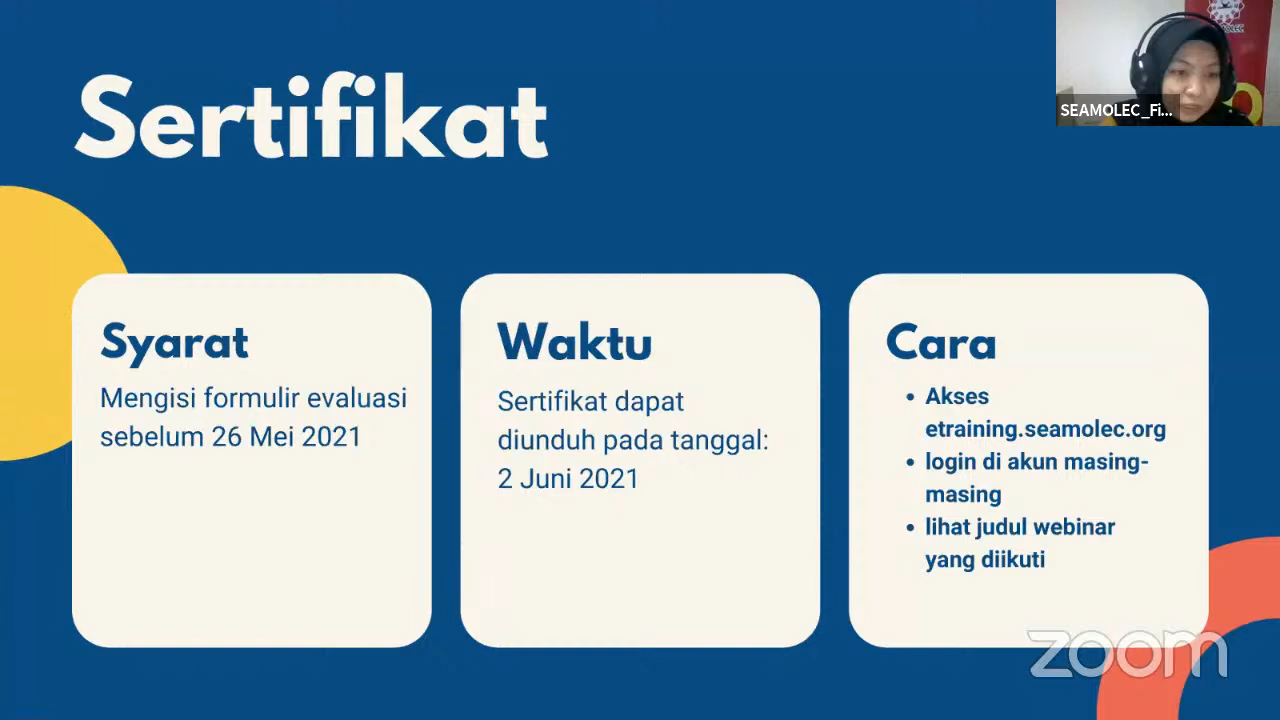 Sertifikat
SEAMOLEC_Fi...
Syarat
Mengisi formulir evaluasi
sebelum 26 Mei 2021
Waktu
Sertifikat dapat
diunduh pada tanggal:
2 Juni 2021
Cara
• Akses
etraining.seamolec.org
• login di akun masing-
masing
• lihat judul webinar
yang diikuti
zoom